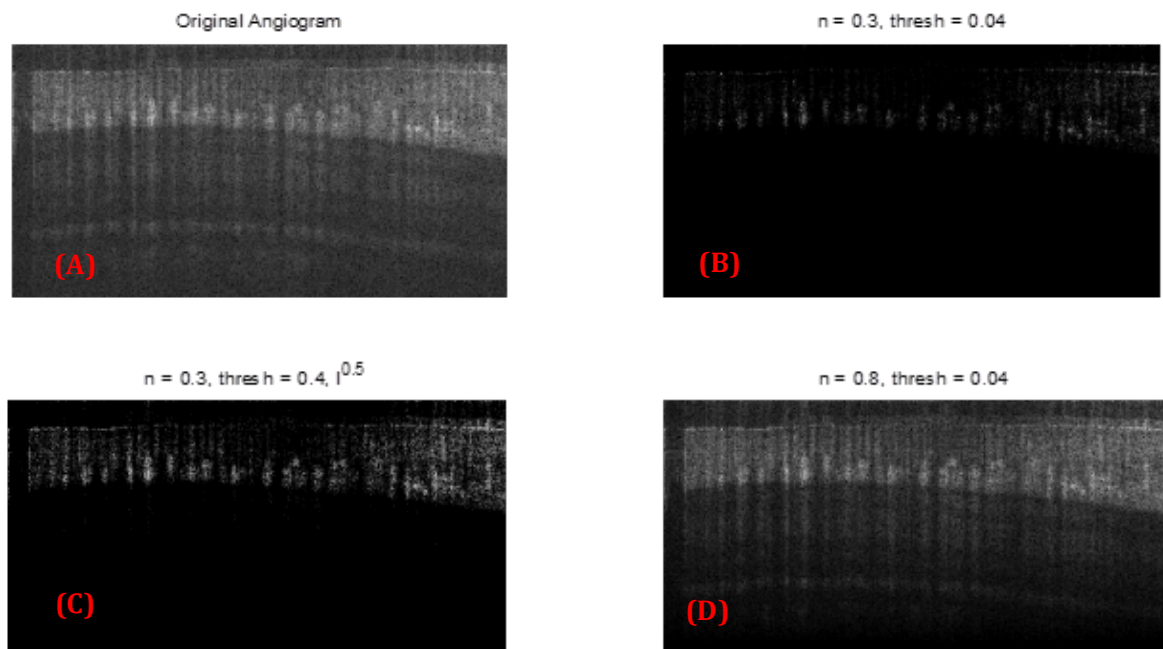 Original Angiogram
n = 0.3, thresh = 0.04
(A)
(B)
n = 0.3, thresh = 0.4, I^0.5
n = 0.8, thresh = 0.04
(C)
(D)